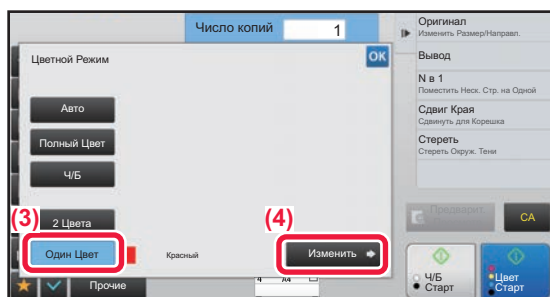 Число копий 1
Цветной Режим
OK
Авто
Полный Цвет
Ч/Б
(3)
2 Цвета
Один Цвет
Красный
(4)
Изменить
Прочие
A4
Оригинал
Изменить Размер/Направл.
Вывод
N в 1
Поместить Неск. Стр. на Одной
Сдвиг Края
Сдвинуть для Корешка
Стереть
Стереть Окруж. Тени
CA
Ч/Б
Старт
Цвет
Старт